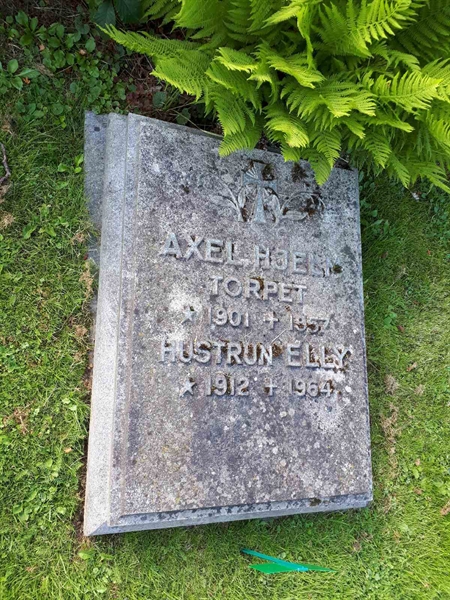 AXEL HJELM
TORPET
* 1901 + 1957
HUSTRUN ELLY
* 1912 + 1964